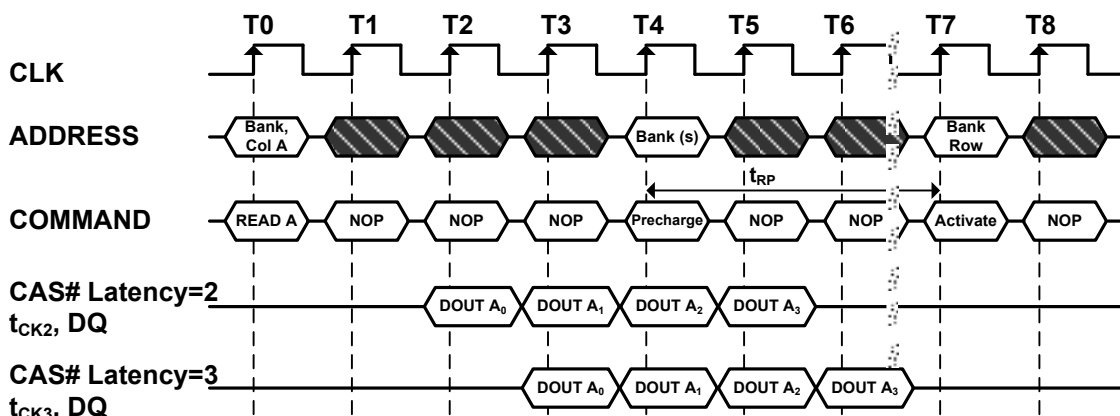 T0 T1 T2 T3 T4 T5 T6 T7 T8
CLK
ADDRESS
Bank,
Col A
Bank (s)
Bank
Row
tRP
COMMAND
READ A NOP NOP NOP Precharge NOP NOP Activate NOP
CAS# Latency=2
tCK2, DQ
DOUT A0 DOUT A1 DOUT A2 DOUT A3
CAS# Latency=3
tCK3, DQ
DOUT A0 DOUT A1 DOUT A2 DOUT A3